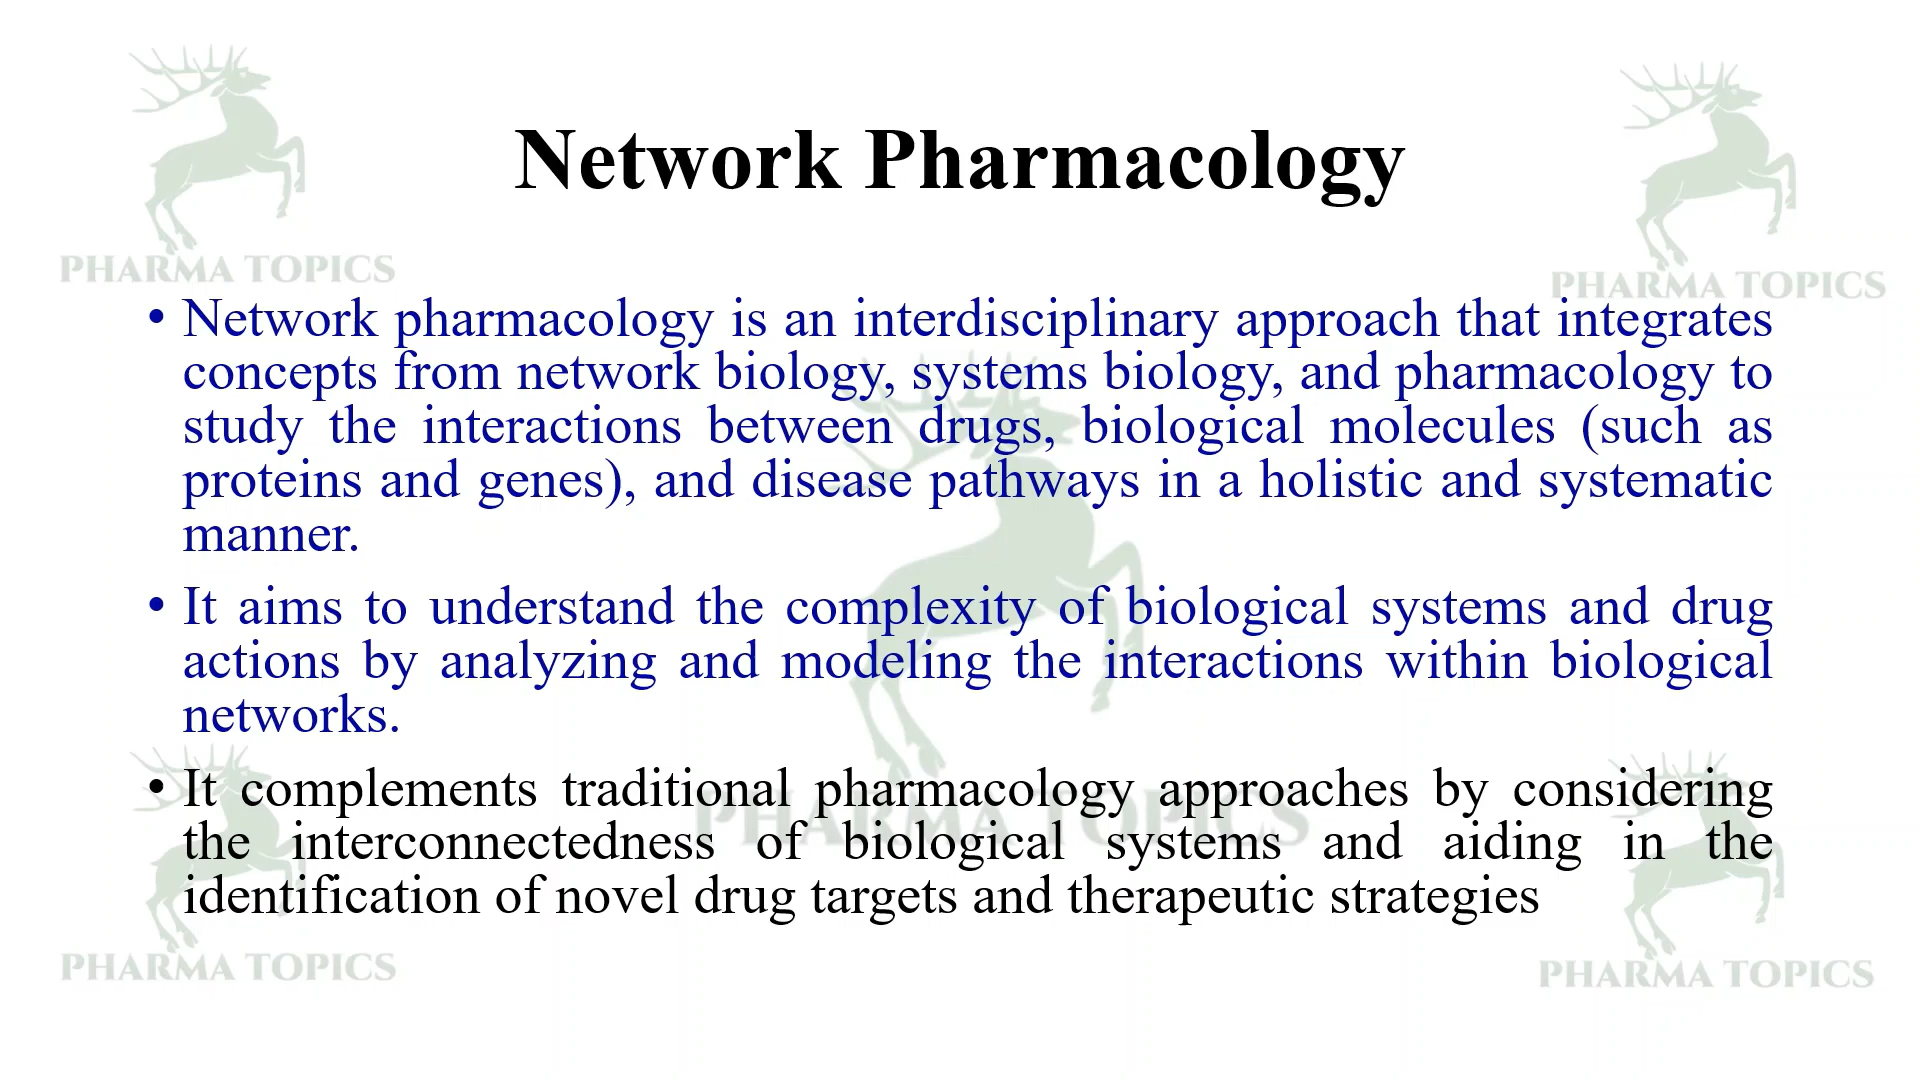 Network Pharmacology
PHARMA TOPICS
PHARMA TOPICS
• Network pharmacology is an interdisciplinary approach that integrates
concepts from network biology, systems biology, and pharmacology to
study the interactions between drugs, biological molecules (such as
proteins and genes), and disease pathways in a holistic and systematic
manner.
• It aims to understand the complexity of biological systems and drug
actions by analyzing and modeling the interactions within biological
networks.
• It complements traditional pharmacology approaches by considering
PHARMA TOPICS
the interconnectedness of biological systems and aiding in the
identification of novel drug targets and therapeutic strategies
PHARMA TOPICS
PHARMA TOPICS